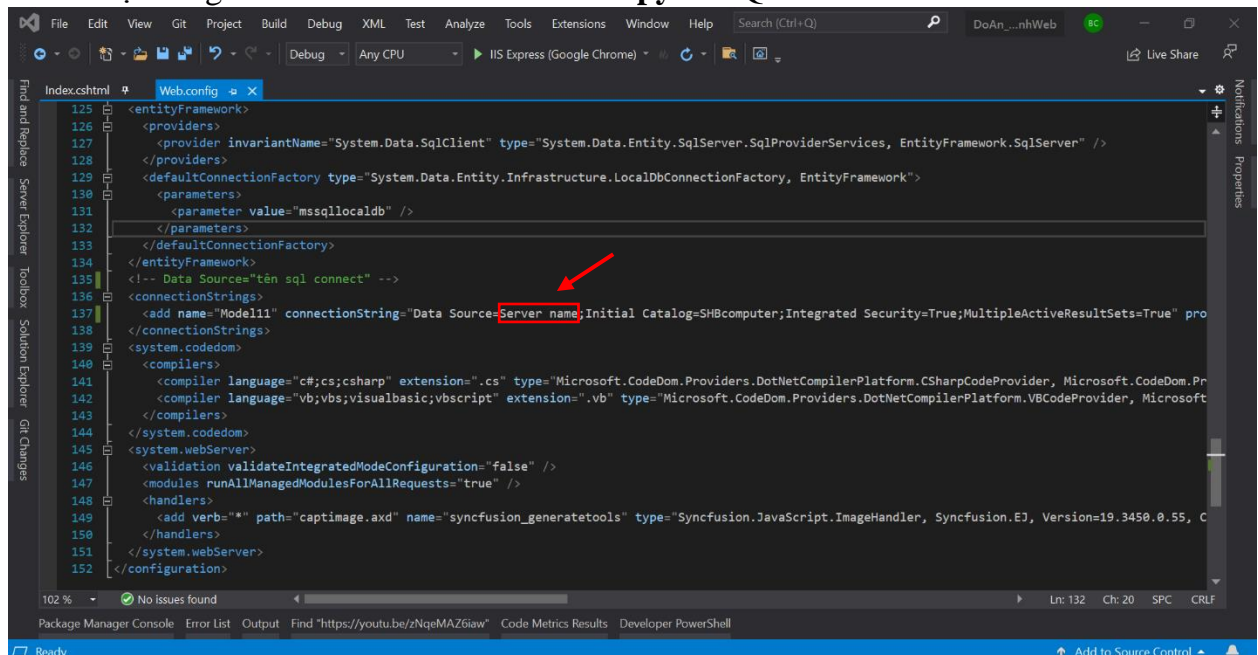 File Edit View Git Project Build Debug XML Test Analyze Tools Extensions Window Help Search (Ctrl+Q) DoAn_...nhWeb BC
Debug Any CPU IIS Express (Google Chrome) Live Share
Index.cshtml Web.config
Find and Replace
Server Explorer
Toolbox
Solution Explorer
Git Changes
125 <entityFramework>
126 <providers>
127 <provider invariantName="System.Data.SqlClient" type="System.Data.Entity.SqlServer.SqlProviderServices, EntityFramework.SqlServer" />
128 </providers>
129 <defaultConnectionFactory type="System.Data.Entity.Infrastructure.LocalDbConnectionFactory, EntityFramework">
130 <parameters>
131 <parameter value="mssqllocaldb" />
132 </parameters>
133 </defaultConnectionFactory>
134 </entityFramework>
135 <!-- Data Source="tên sql connect" -->
136 <connectionStrings>
137 <add name="Model11" connectionString="Data Source=Server name;Initial Catalog=SHBcomputer;Integrated Security=True;MultipleActiveResultSets=True" pro
138 </connectionStrings>
139 <system.codedom>
140 <compilers>
141 <compiler language="c#;cs;csharp" extension=".cs" type="Microsoft.CodeDom.Providers.DotNetCompilerPlatform.CSharpCodeProvider, Microsoft.CodeDom.Pr
142 <compiler language="vb;vbs;visualbasic;vbscript" extension=".vb" type="Microsoft.CodeDom.Providers.DotNetCompilerPlatform.VBCodeProvider, Microsoft
143 </compilers>
144 </system.codedom>
145 <system.webServer>
146 <validation validateIntegratedModeConfiguration="false" />
147 <modules runAllManagedModulesForAllRequests="true" />
148 <handlers>
149 <add verb="*" path="captimage.axd" name="syncfusion_generatetools" type="Syncfusion.JavaScript.ImageHandler, Syncfusion.EJ, Version=19.3450.0.55, C
150 </handlers>
151 </system.webServer>
152 </configuration>
Notifications
Properties
102 % No issues found Ln: 132 Ch: 20 SPC CRLF
Package Manager Console Error List Output Find "https://youtu.be/zNqeMAZ6iaw" Code Metrics Results Developer PowerShell
Ready Add to Source Control